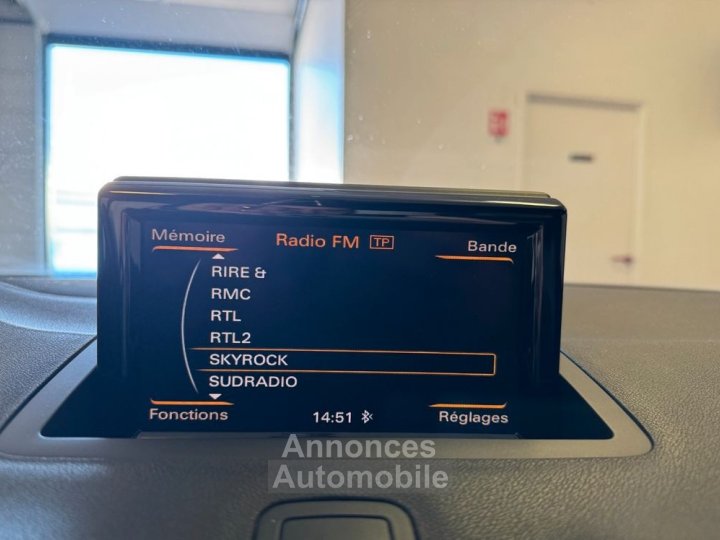 Mémoire
Radio FM TP
Bande
RIRE &
RMC
RTL
RTL2
SKYROCK
SUDRADIO
Fonctions
14:51
Réglages
Annonces
Automobile